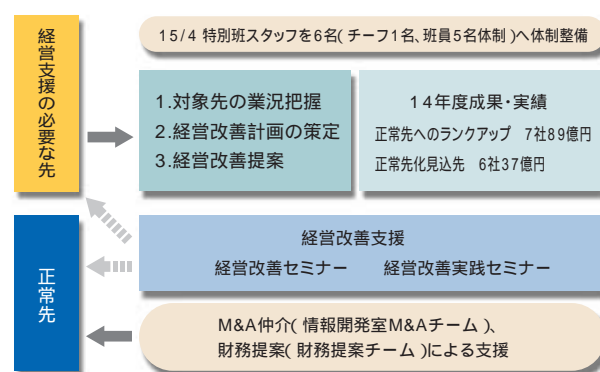 経営支援の必要な先
15/4 特別班スタッフを6名(チーフ1名、班員5名体制)へ体制整備
1.対象先の業況把握
2.経営改善計画の策定
3.経営改善提案
14年度成果・実績
正常先へのランクアップ 7社89億円
正常先化見込先 6社37億円
正常先
経営改善支援
経営改善セミナー 経営改善実践セミナー
M&A仲介(情報開発室M&Aチーム)、
財務提案(財務提案チーム)による支援